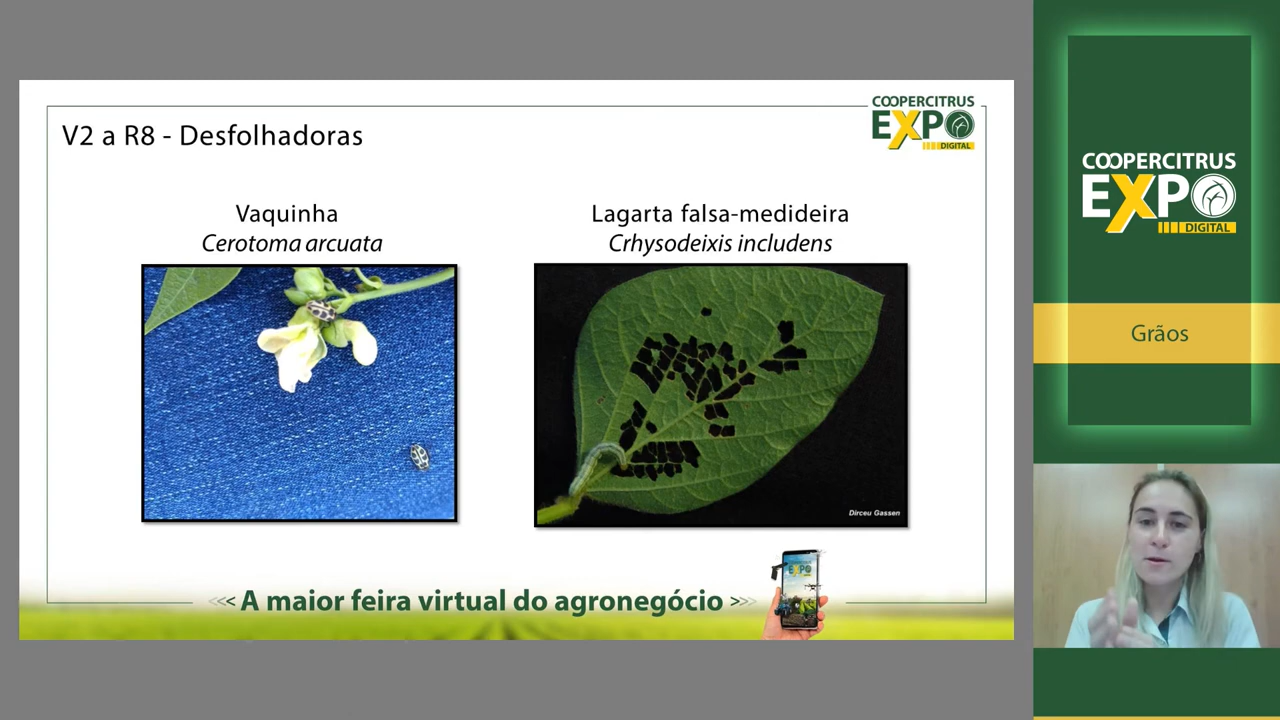 V2 a R8 - Desfolhadoras
COOPERCITRUS
EXPO
DIGITAL
Vaquinha
Cerotoma arcuata
Lagarta falsa-medideira
Crhysodeixis includens
Dirceu Gassen
<<< A maior feira virtual do agronegócio >>>
EXPO
COOPERCITRUS
EXPO
DIGITAL
Grãos